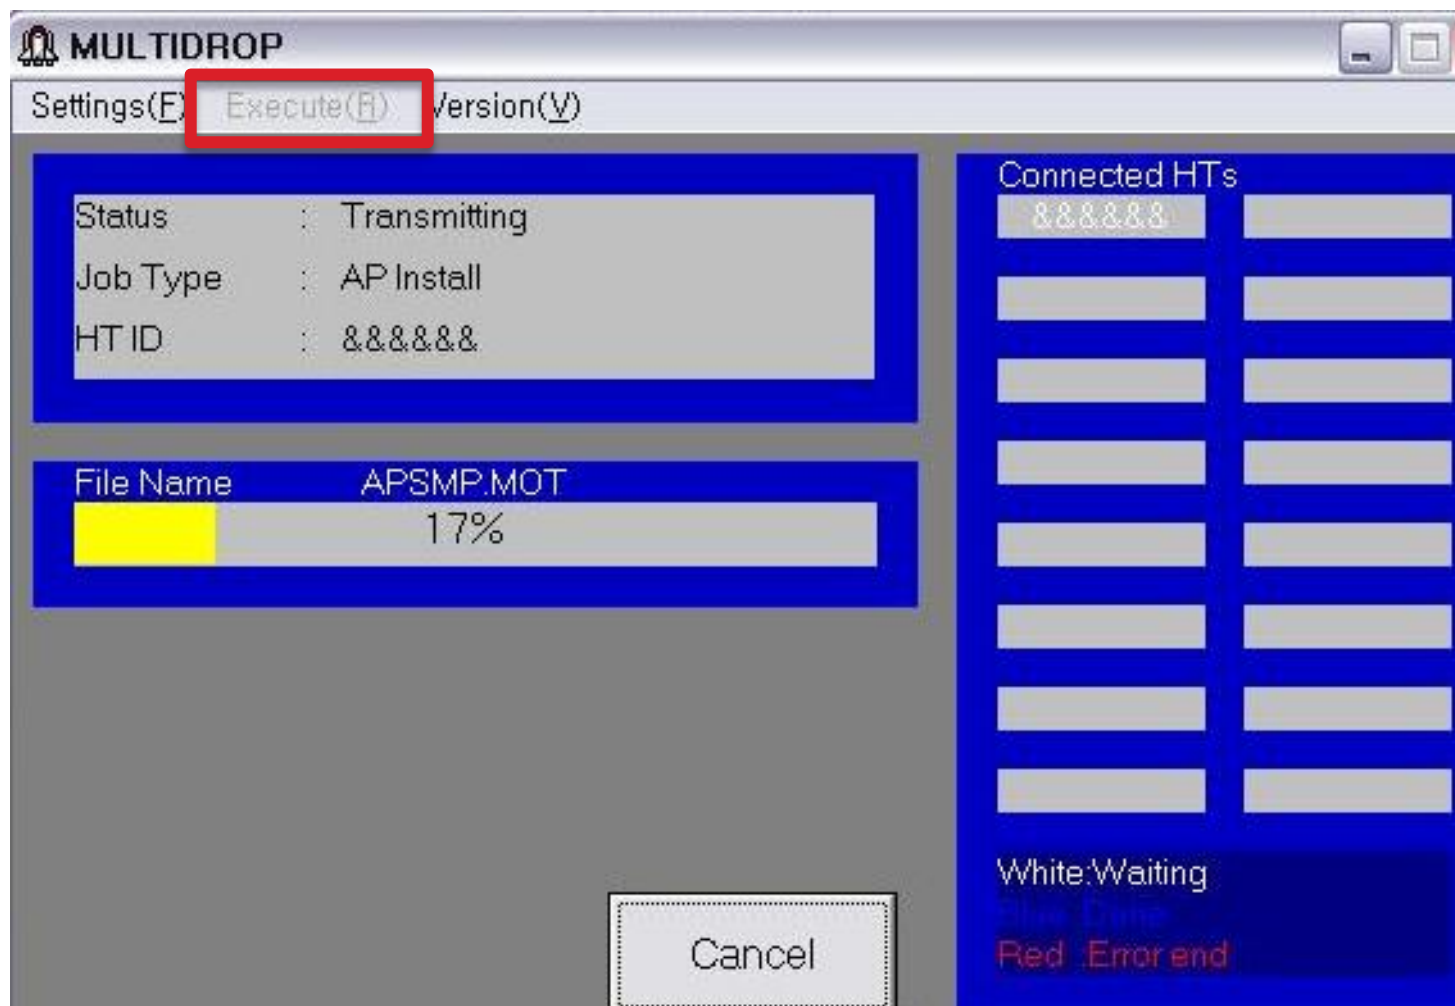 MULTIDROP
Settings(F) Execute(R) Version(V)
Status : Transmitting
Job Type : AP Install
HT ID : &&&&&&
File Name APSMP.MOT
17%
Cancel
Connected HTs
&&&&&&
White:Waiting
Blue :Done
Red :Error end